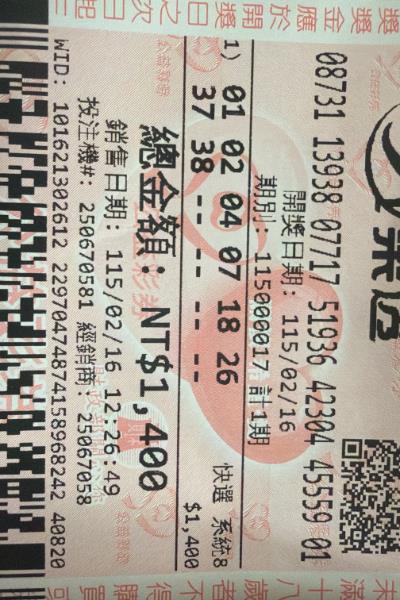 08731 13938 07717 51936 42304 45559 01
開獎日期: 115/02/16
期別: 115000017 計1期
1) 01 02 04 07 18 26
快選 系統8
37 38 -- -- -- --
$1,400
總金額: NT$1,400
銷售日期: 115/02/16 12:26:49
投注機#: 250670581 經銷商: 25067058
WID: 101621302612 2297047487415896824​2 40820